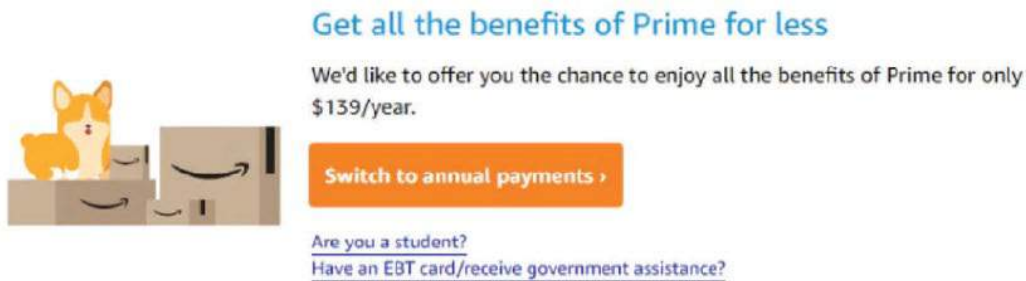 Get all the benefits of Prime for less
We'd like to offer you the chance to enjoy all the benefits of Prime for only
$139/year.
Switch to annual payments ›
Are you a student?
Have an EBT card/receive government assistance?